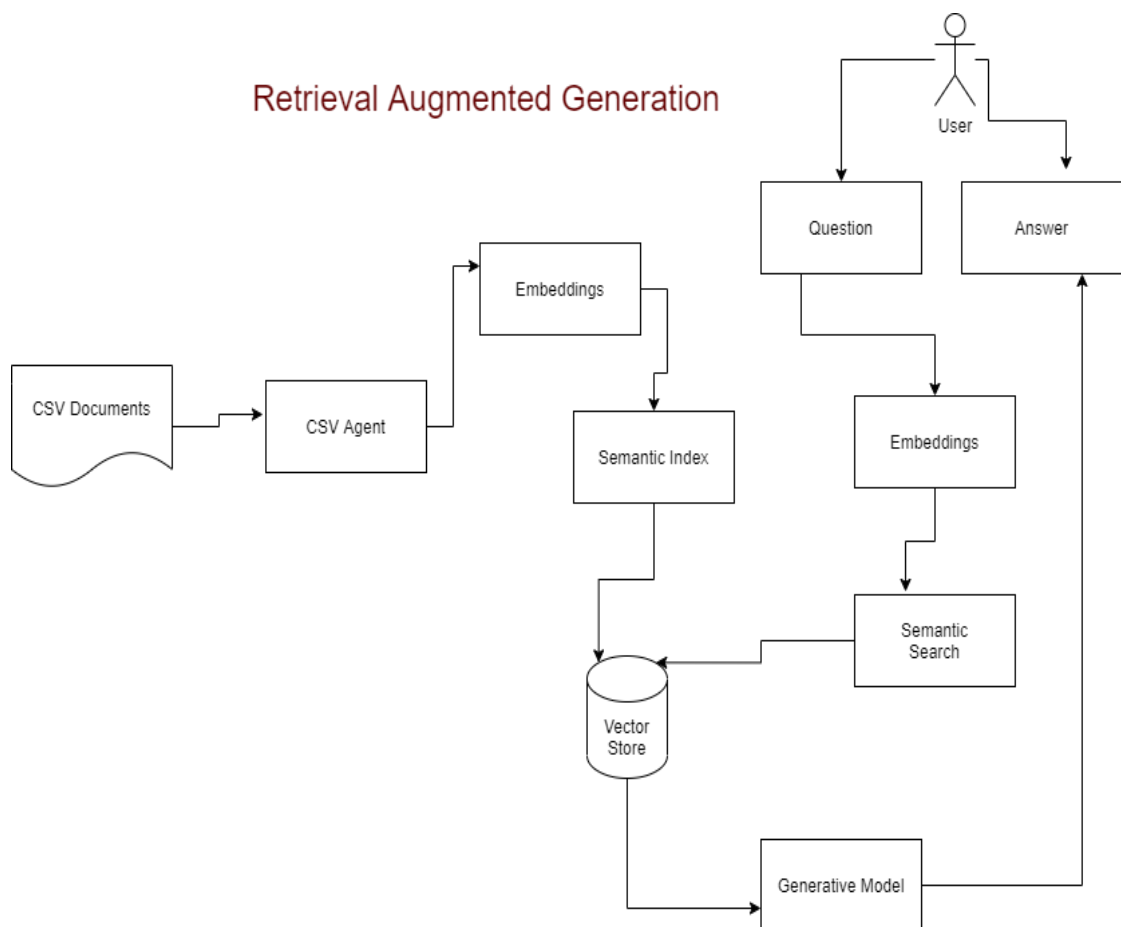 Retrieval Augmented Generation
User
Question
Answer
Embeddings
CSV Documents
CSV Agent
Semantic Index
Embeddings
Semantic
Search
Vector
Store
Generative Model